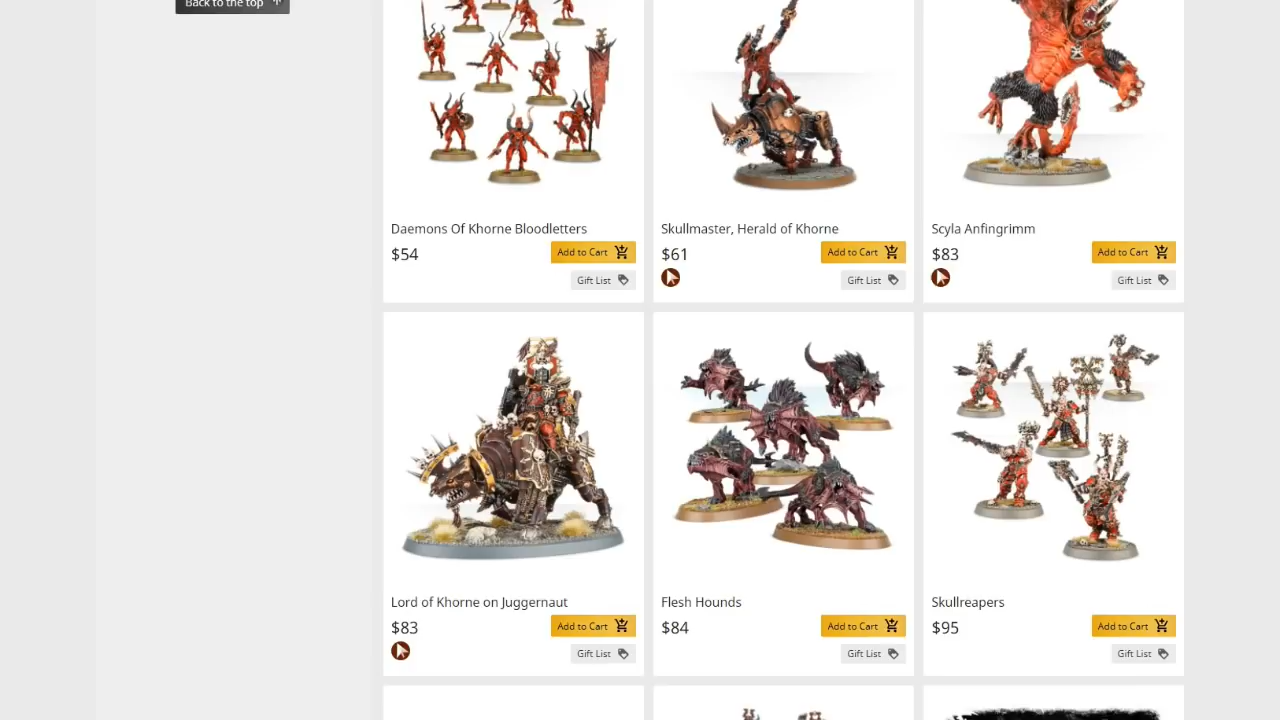 Back to the top
Daemons Of Khorne Bloodletters
$54
Add to Cart
Gift List
Skullmaster, Herald of Khorne
$61
Add to Cart
Gift List
Scyla Anfingrimm
$83
Add to Cart
Gift List
Lord of Khorne on Juggernaut
$83
Add to Cart
Gift List
Flesh Hounds
$84
Add to Cart
Gift List
Skullreapers
$95
Add to Cart
Gift List